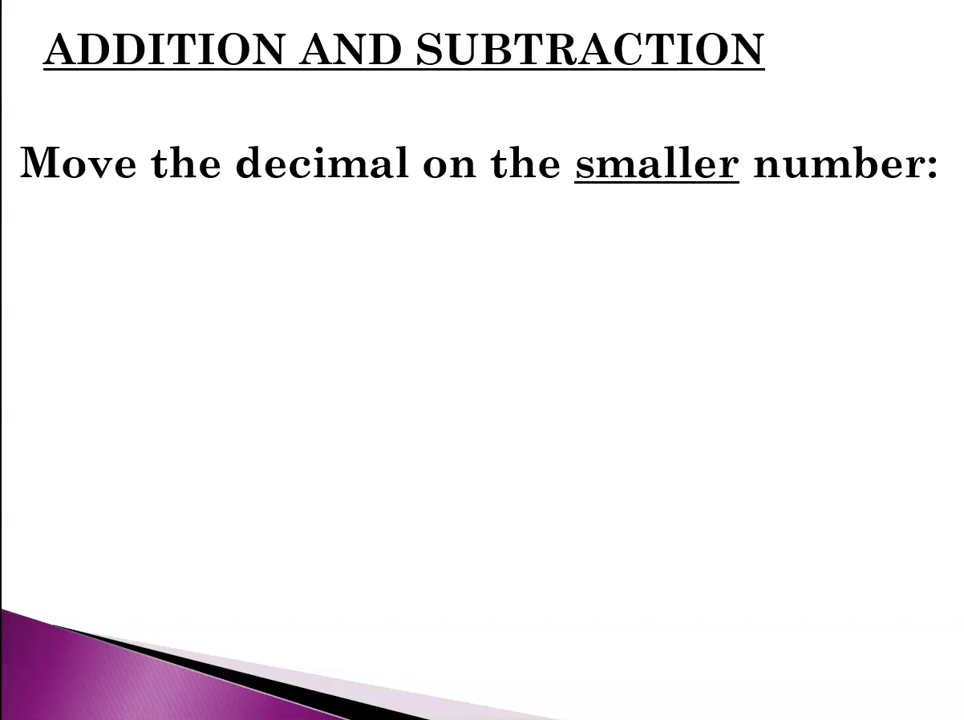 ADDITION AND SUBTRACTION
Move the decimal on the smaller number: